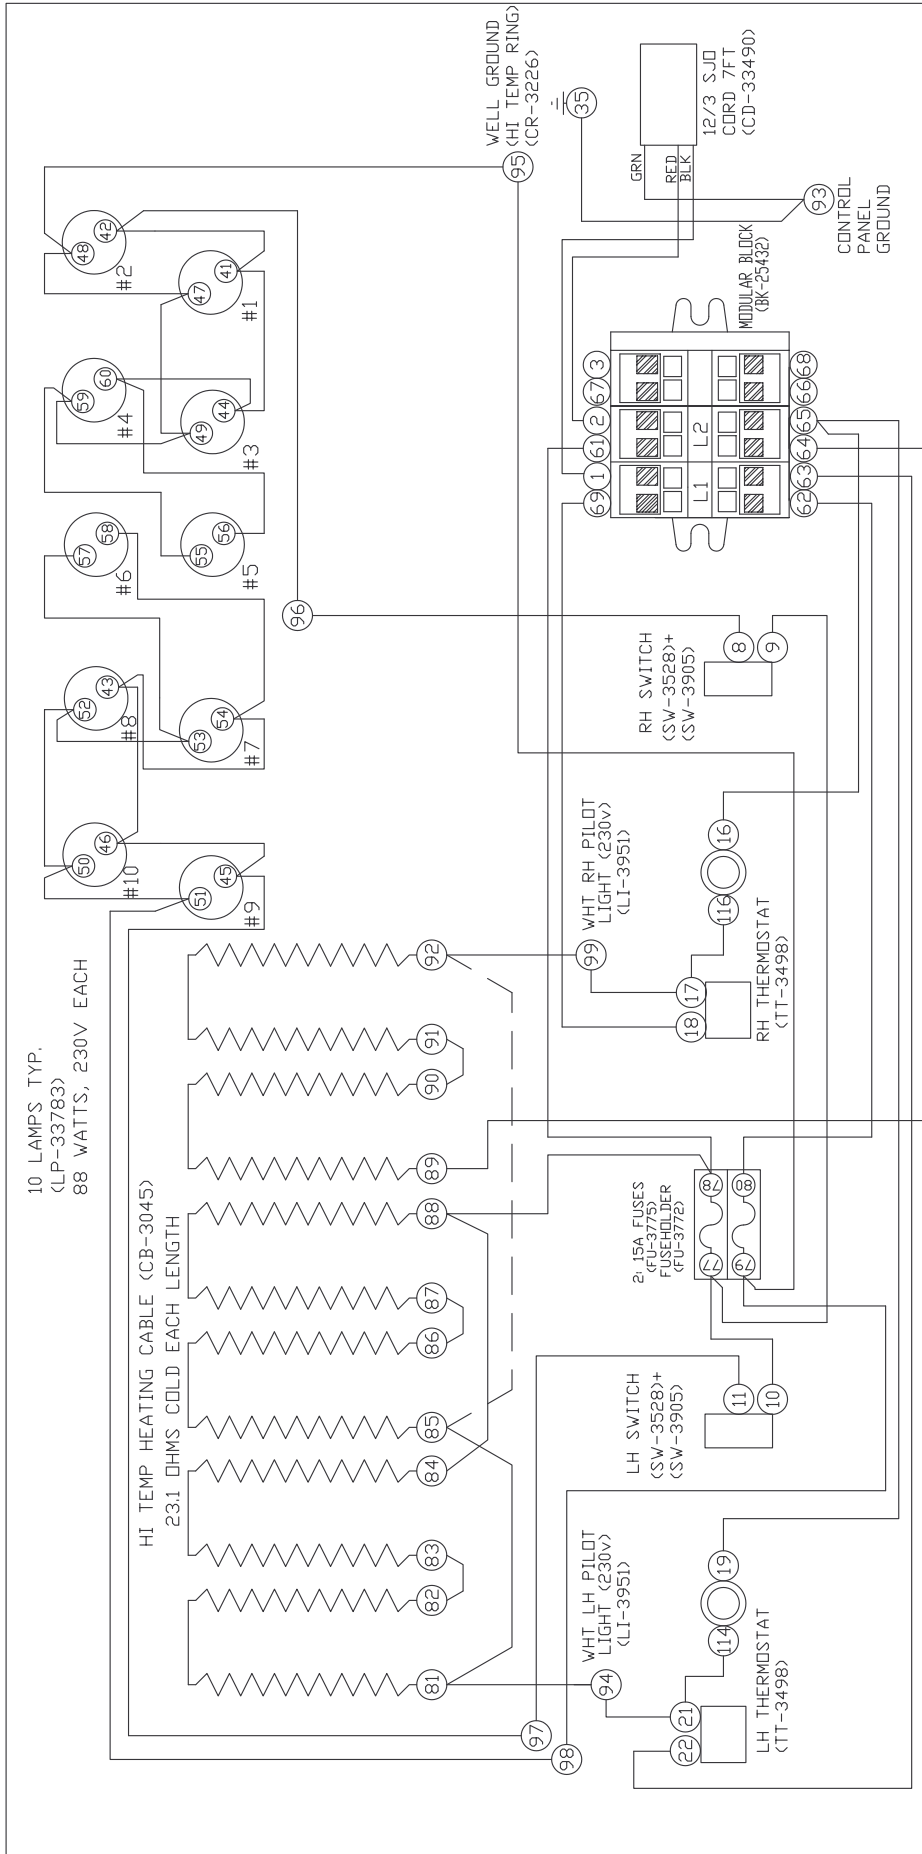 10 LAMPS TYP.
(LP-33783)
88 WATTS, 230V EACH
HI TEMP HEATING CABLE (CB-3045)
23.1 OHMS COLD EACH LENGTH
50
46
#10
51
45
#9
52
43
#8
53
54
#7
57
58
#6
55
56
#5
59
60
#4
49
44
#3
48
42
#2
47
41
#1
81
82
83
84
85
86
87
88
89
90
91
92
97
98
96
95
WELL GROUND
(HI TEMP RING)
(CR-3226)
35
GRN
RED
BLK
12/3 SJO
CORD 7FT
(CD-33490)
93
CONTROL
PANEL
GROUND
MODULAR BLOCK
(BK-25432)
69
1
61
2
67
3
L1
L2
62
63
64
65
66
68
RH SWITCH
(SW-3528)+
(SW-3905)
8
9
WHT RH PILOT
LIGHT (230v)
(LI-3951)
99
18
17
116
16
RH THERMOSTAT
(TT-3498)
2: 15A FUSES
(FU-3775)
FUSEHOLDER
(FU-3772)
77
78
79
80
LH SWITCH
(SW-3528)+
(SW-3905)
11
10
WHT LH PILOT
LIGHT (230v)
(LI-3951)
94
22
21
114
19
LH THERMOSTAT
(TT-3498)